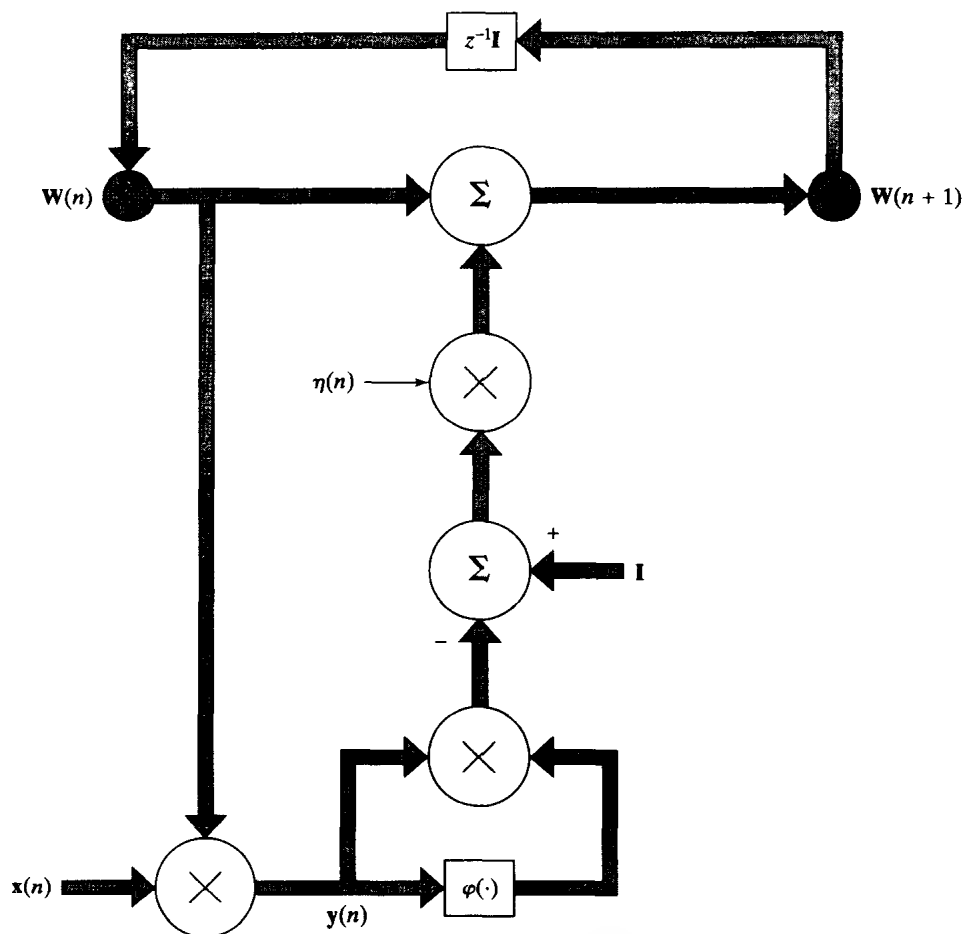 z⁻¹I
W(n)
Σ
W(n + 1)
η(n)
×
+
Σ
I
−
×
x(n)
×
y(n)
φ(·)